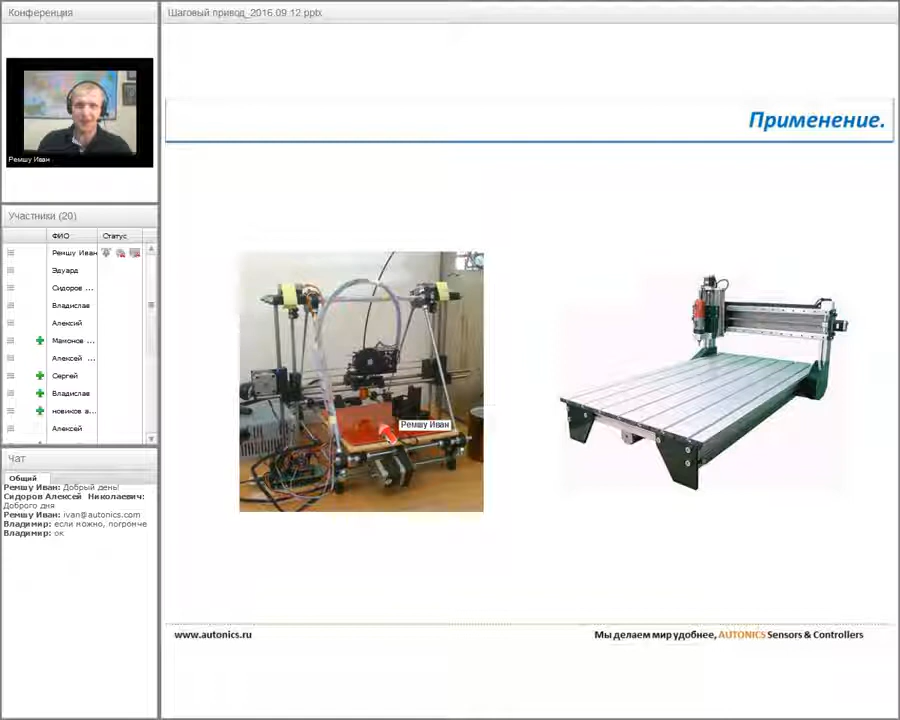 Конференция
Ремшу Иван
Участники (20)
ФИО
Статус
Ремшу Иван
Эдуард
Сидоров ...
Владислав
Алексий
Мамонов ...
Алексей ...
Сергей
Владислав
новиков а...
Алексей
Чат
Общий
Ремшу Иван: Добрый день!
Сидоров Алексей Николаевич:
Доброго дня
Ремшу Иван: ivan@autonics.com
Владимир: если можно, погромче
Владимир: ок
Шаговый привод_2016 09 12.pptx
Применение.
Ремшу Иван
www.autonics.ru
Мы делаем мир удобнее, AUTONICS Sensors & Controllers